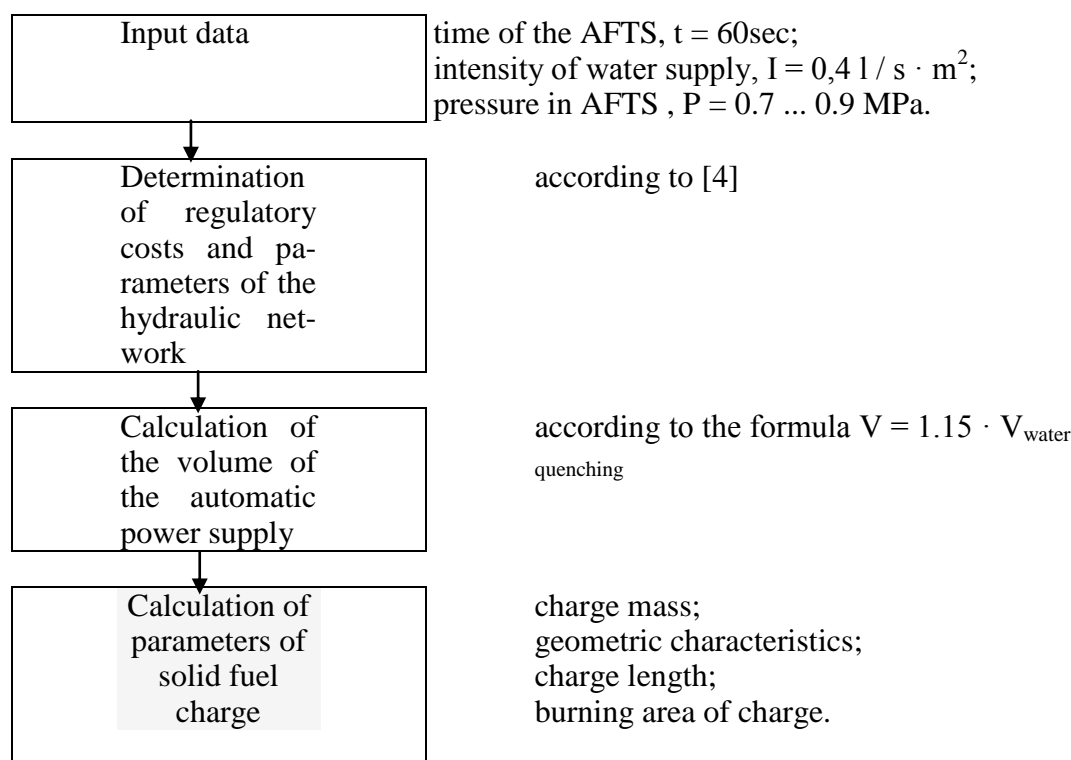 Input data
time of the AFTS, t = 60sec;
intensity of water supply, I = 0,4 l / s · m²;
pressure in AFTS , P = 0.7 ... 0.9 MPa.
Determination
of regulatory
costs and pa-
rameters of the
hydraulic net-
work
according to [4]
Calculation of
the volume of
the automatic
power supply
according to the formula V = 1.15 · Vwater
quenching
Calculation of
parameters of
solid fuel
charge
charge mass;
geometric characteristics;
charge length;
burning area of charge.